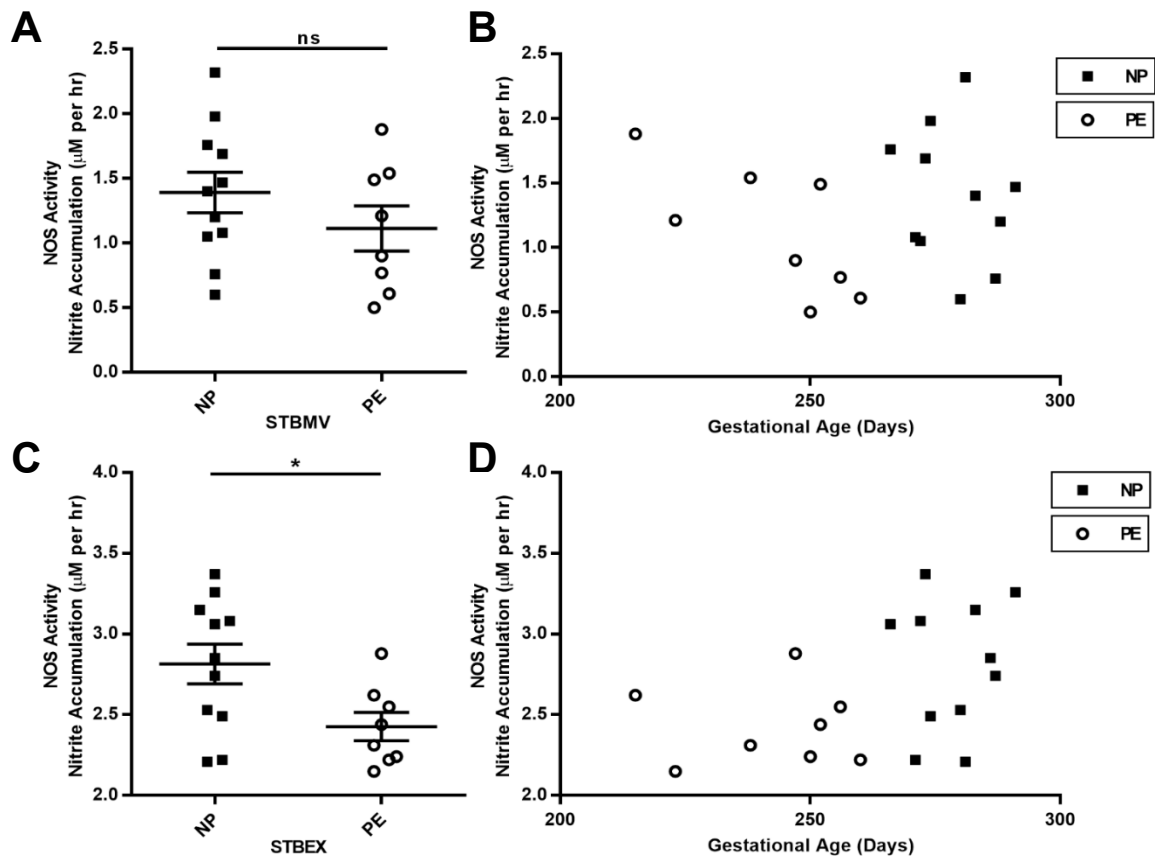 A
ns
NOS Activity
Nitrite Accumulation (μM per hr)
2.5
2.0
1.5
1.0
0.5
0.0
NP
PE
STBMV
B
NP
PE
NOS Activity
Nitrite Accumulation (μM per hr)
2.5
2.0
1.5
1.0
0.5
0.0
200
250
300
Gestational Age (Days)
C
*
NOS Activity
Nitrite Accumulation (μM per hr)
4.0
3.5
3.0
2.5
2.0
NP
PE
STBEX
D
NP
PE
NOS Activity
Nitrite Accumulation (μM per hr)
4.0
3.5
3.0
2.5
2.0
200
250
300
Gestational Age (Days)